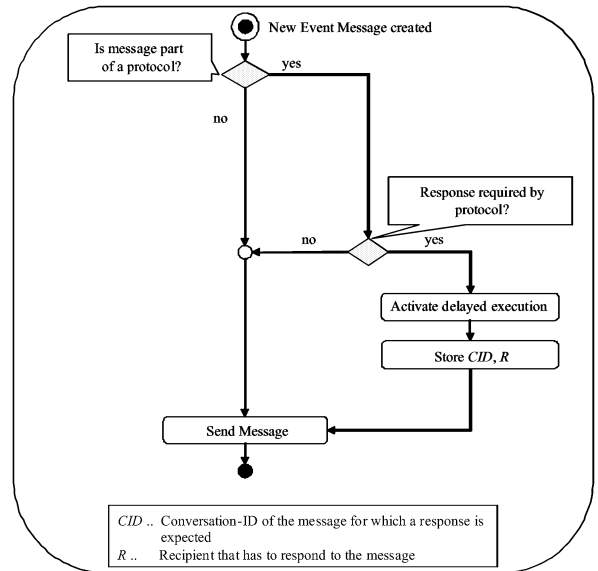 New Event Message created
Is message part
of a protocol?
yes
no
Response required by
protocol?
no
yes
Activate delayed execution
Store CID, R
Send Message
CID .. Conversation-ID of the message for which a response is
expected
R .. Recipient that has to respond to the message